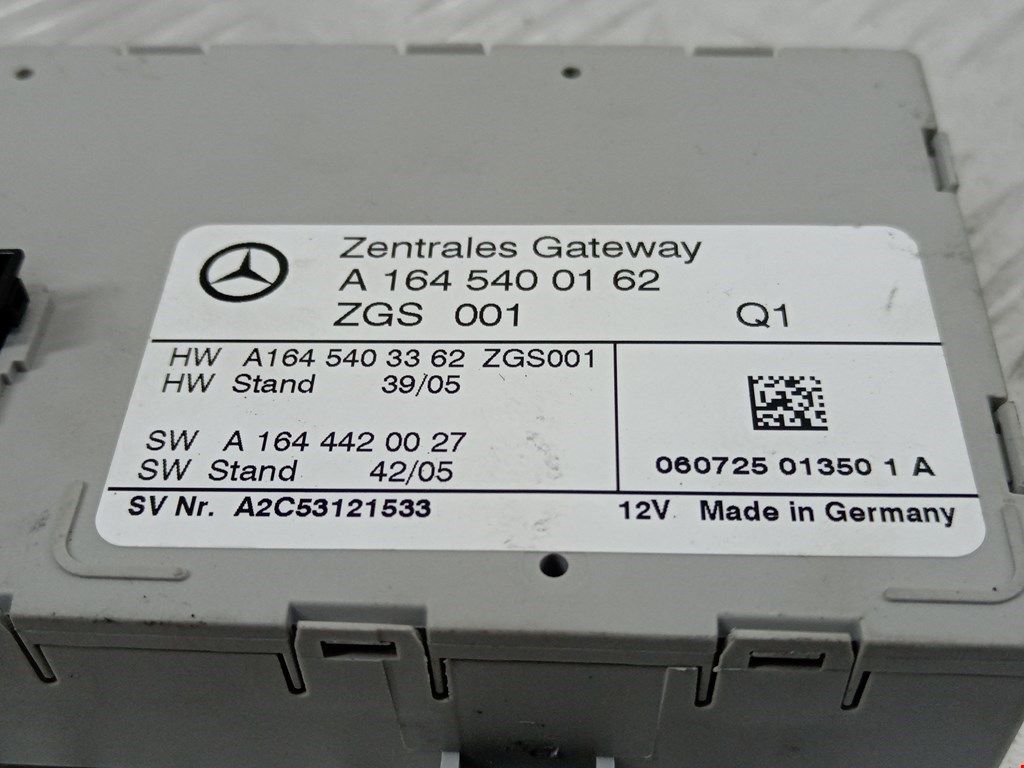 Zentrales Gateway
A 164 540 01 62
ZGS 001 Q1
HW A164 540 33 62 ZGS001
HW Stand 39/05
SW A 164 442 00 27
SW Stand 42/05
060725 01350 1 A
SV Nr. A2C53121533 12V Made in Germany